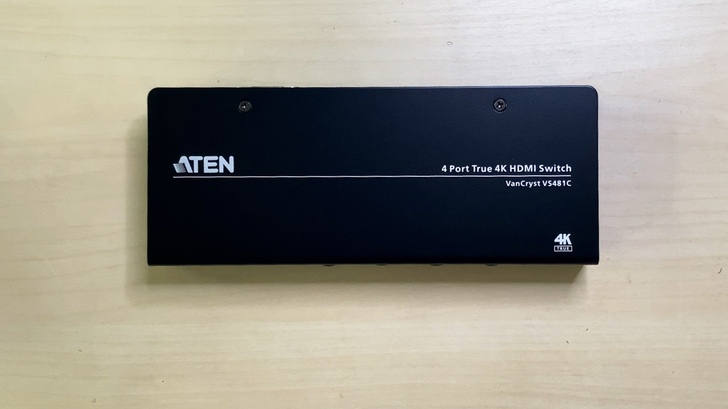 ATEN
4 Port True 4K HDMI Switch
VanCryst VS481C
4K
TRUE